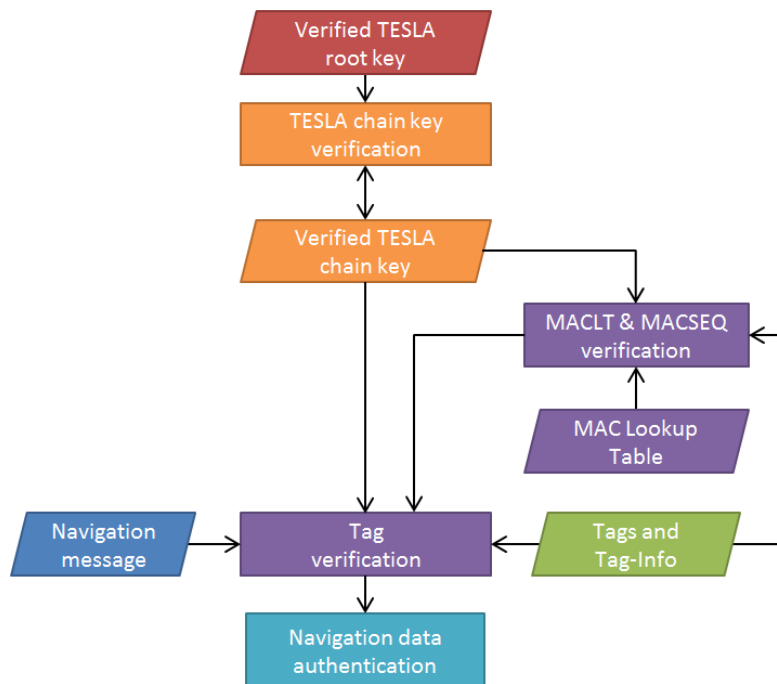 Verified TESLA
root key
TESLA chain key
verification
Verified TESLA
chain key
MACLT & MACSEQ
verification
MAC Lookup
Table
Navigation
message
Tag
verification
Tags and
Tag-Info
Navigation data
authentication